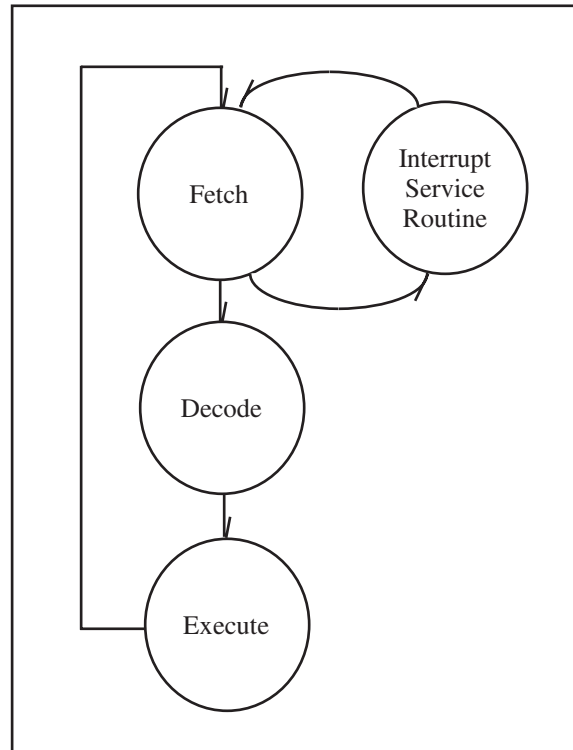 Fetch
Interrupt
Service
Routine
Decode
Execute